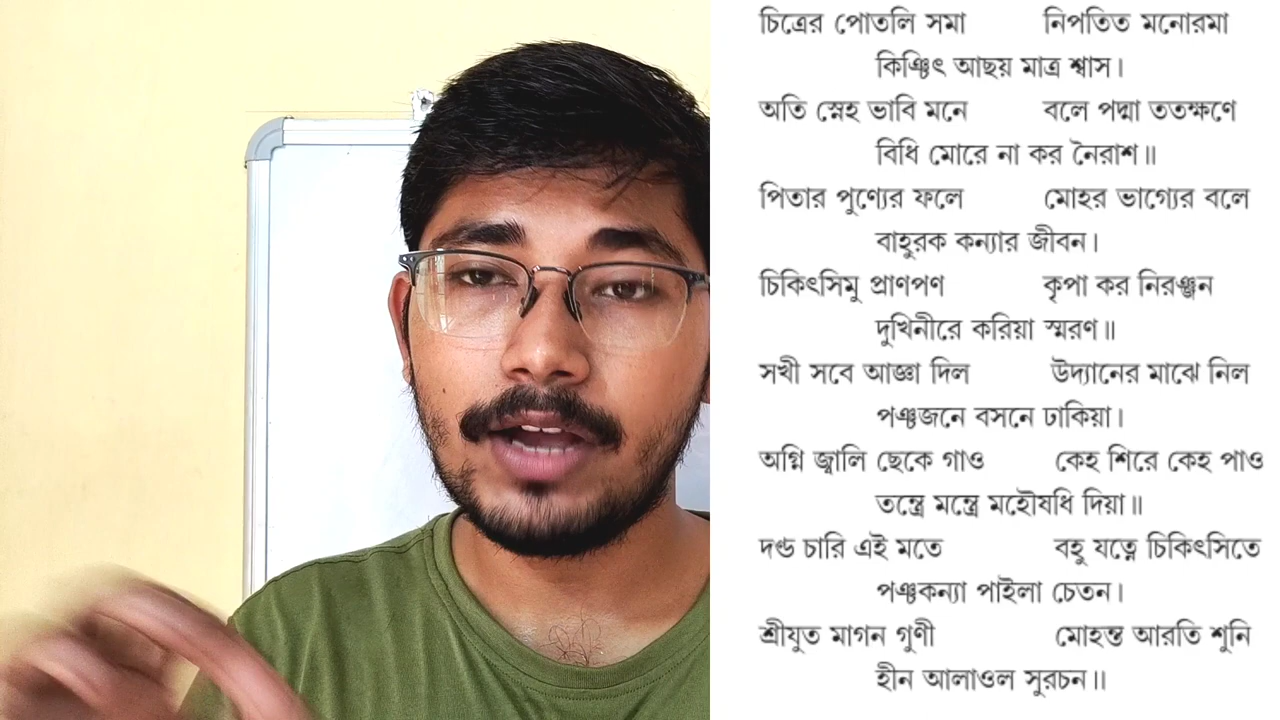 চিত্রের পোতলি সমা নিপতিত মনোরমা
কিঞ্চিৎ আছয় মাত্র শ্বাস।
অতি স্নেহ ভাবি মনে বলে পদ্মা ততক্ষণে
বিধি মোরে না কর নৈরাশ॥
পিতার পুণ্যের ফলে মোহর ভাগ্যের বলে
বাহুরক কন্যার জীবন।
চিকিৎসিমু প্রাণপণ কৃপা কর নিরঞ্জন
দুখিনীরে করিয়া স্মরণ॥
সখী সবে আজ্ঞা দিল উদ্যানের মাঝে নিল
পঞ্চজনে বসনে ঢাকিয়া।
অগ্নি জ্বালি ছেকে গাও কেহ শিরে কেহ পাও
তন্ত্রে মন্ত্রে মহৌষধি দিয়া॥
দণ্ড চারি এই মতে বহু যত্নে চিকিৎসিতে
পঞ্চকন্যা পাইলা চেতন।
শ্রীযুত মাগন গুণী মোহন্ত আরতি শুনি
হীন আলাওল সুরচন॥